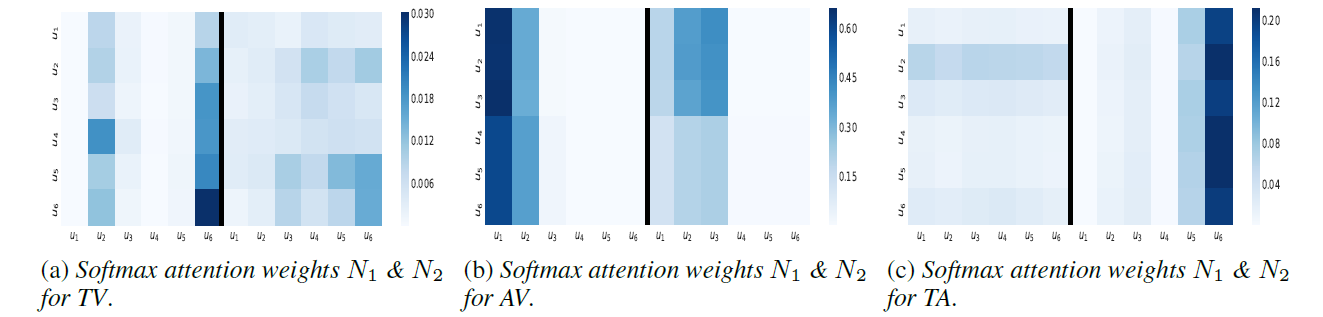 0.030
0.024
0.018
0.012
0.006
u1
u2
u3
u4
u5
u6
u1 u2 u3 u4 u5 u6 u1 u2 u3 u4 u5 u6
(a) Softmax attention weights N1 & N2
for TV.
0.60
0.45
0.30
0.15
u1
u2
u3
u4
u5
u6
u1 u2 u3 u4 u5 u6 u1 u2 u3 u4 u5 u6
(b) Softmax attention weights N1 & N2
for AV.
0.20
0.16
0.12
0.08
0.04
u1
u2
u3
u4
u5
u6
u1 u2 u3 u4 u5 u6 u1 u2 u3 u4 u5 u6
(c) Softmax attention weights N1 & N2
for TA.